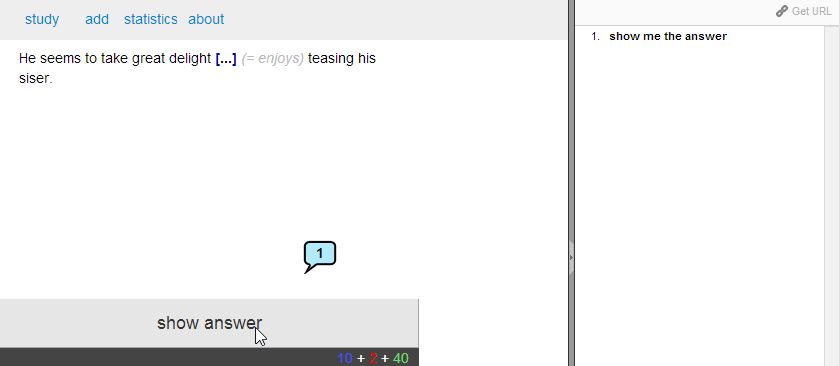 study add statistics about
Get URL
He seems to take great delight [...] (= enjoys) teasing his
siser.
1. show me the answer
1
show answer
10 + 2 + 40